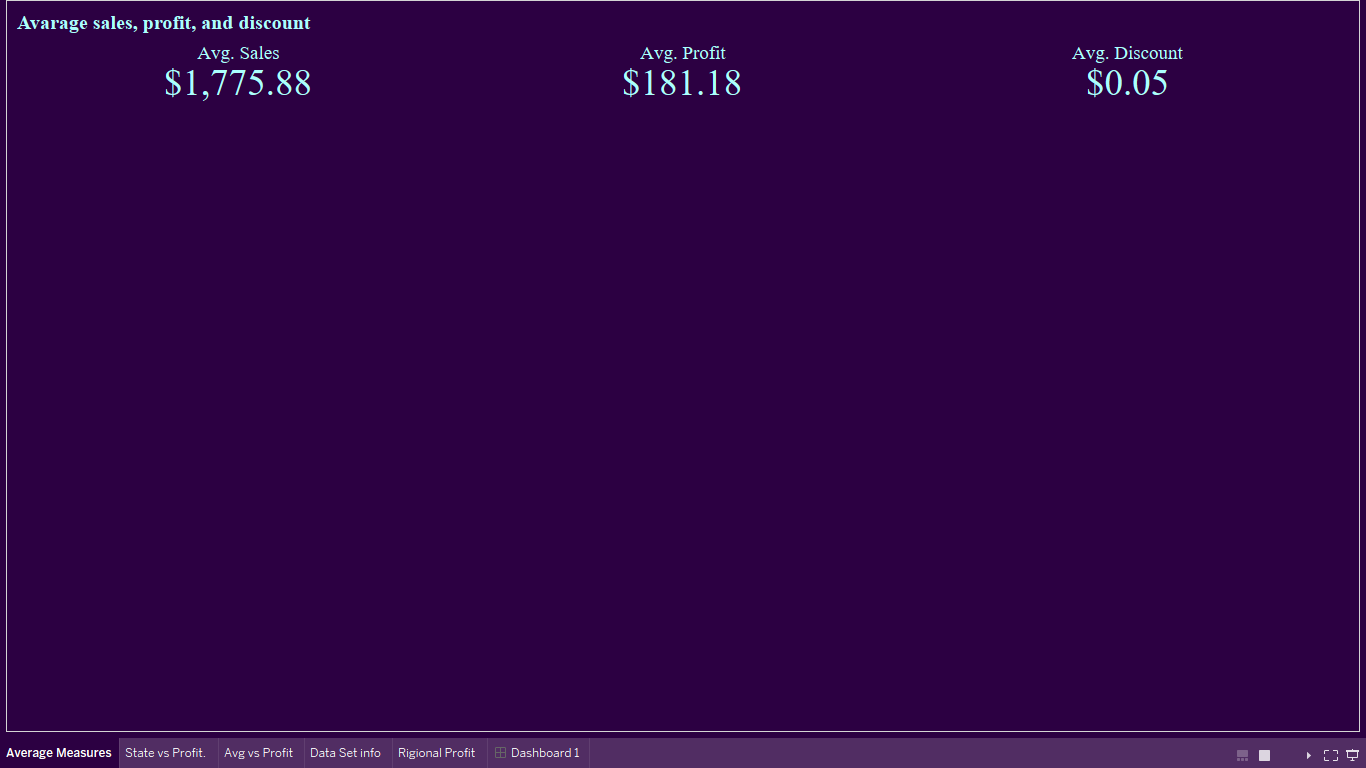 Avarage sales, profit, and discount
Avg. Sales Avg. Profit Avg. Discount
$1,775.88 $181.18 $0.05
Average Measures State vs Profit. Avg vs Profit Data Set info Rigional Profit Dashboard 1